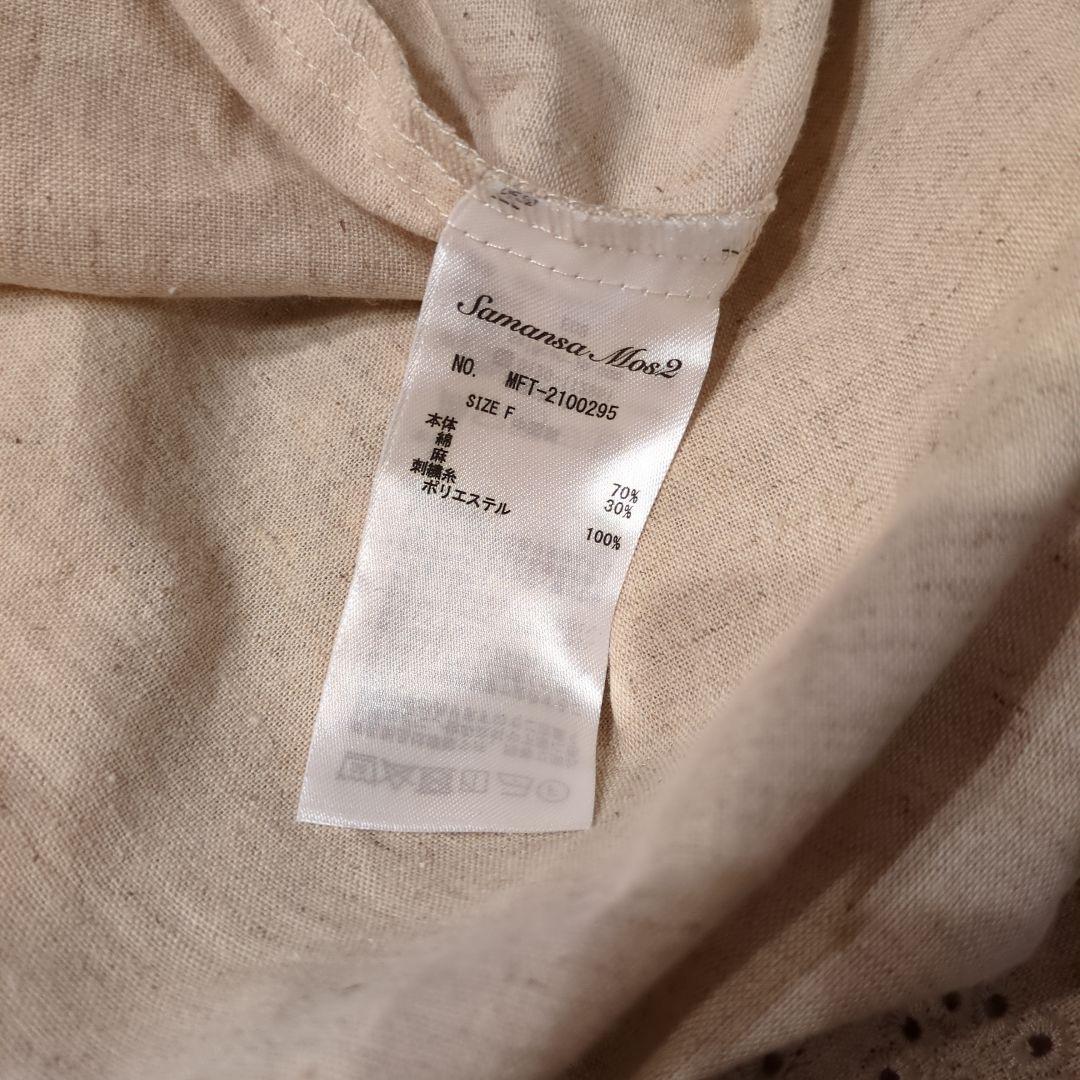 Samansa Mos2
NO. MFT-2100295
SIZE F
本体
綿 70%
麻 30%
刺繍糸
ポリエステル 100%